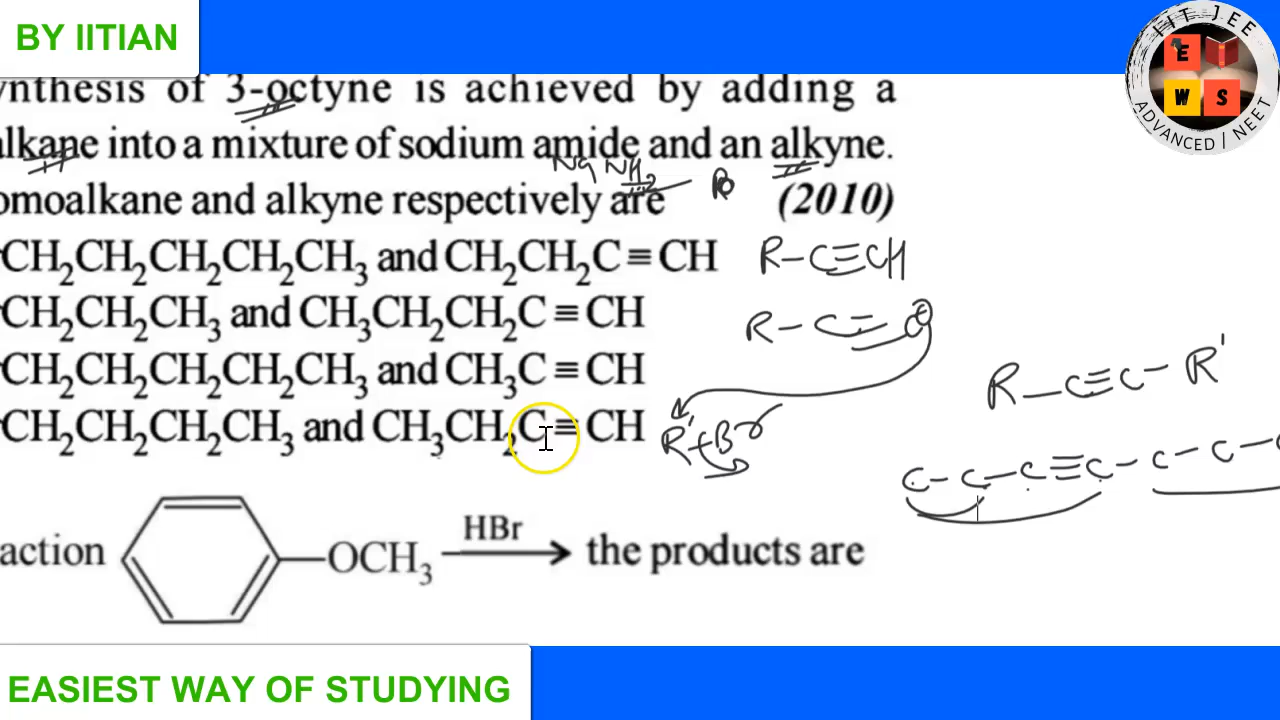 BY IITIAN
IIT JEE
E
W S
ADVANCED | NEET
ynthesis of 3-octyne is achieved by adding a
lkane into a mixture of sodium amide and an alkyne.
NaNH₂
omoalkane and alkyne respectively are (2010)
CH₂CH₂CH₂CH₂CH₃ and CH₂CH₂C≡CH
R-C≡CH
CH₂CH₂CH₃ and CH₃CH₂CH₂C≡CH
R-C≡C⊖
CH₂CH₂CH₂CH₂CH₃ and CH₃C≡CH
R-C≡C-R'
CH₂CH₂CH₂CH₃ and CH₃CH₂C≡CH
R'-Br
C-C-C≡C-C-C-C
action OCH₃ HBr the products are
EASIEST WAY OF STUDYING